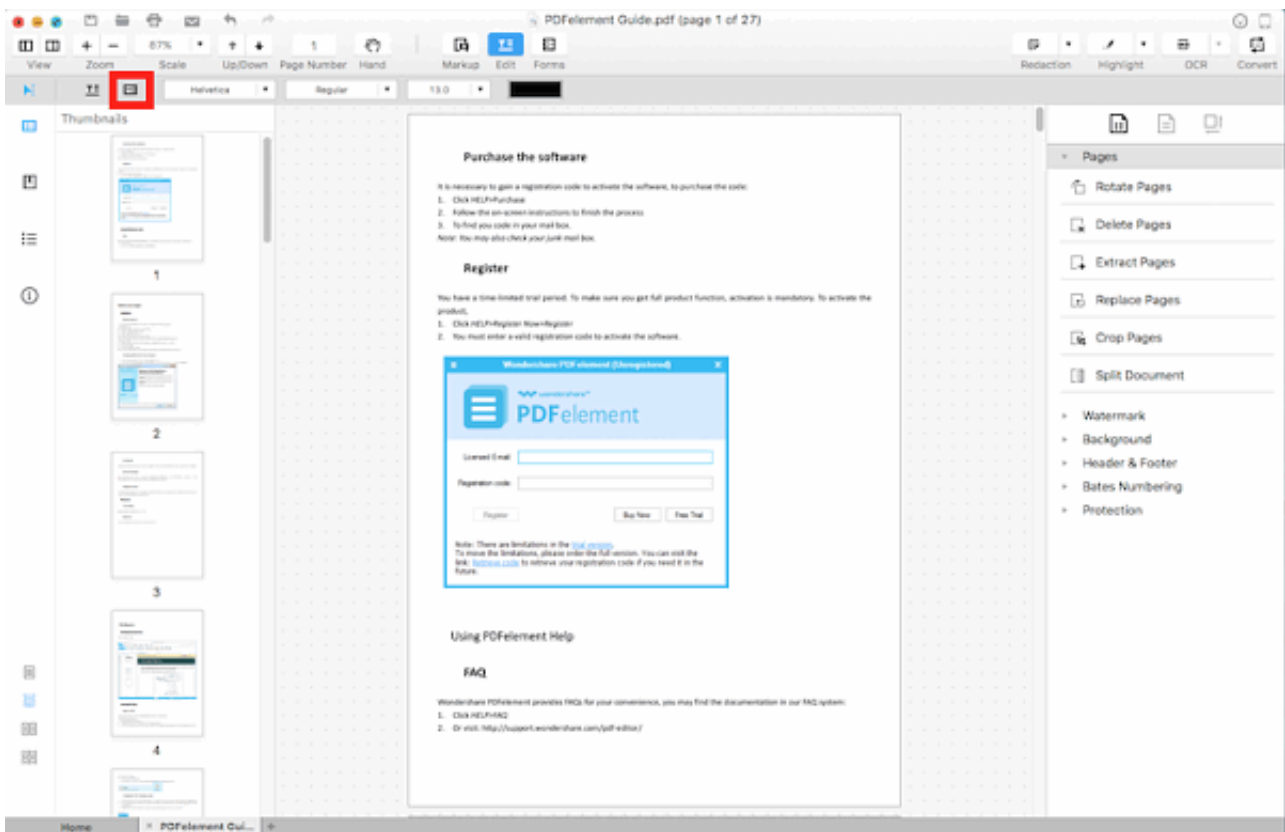 PDFelement Guide.pdf (page 1 of 27)
87%
1
View Zoom Scale Up/Down Page Number Hand Markup Edit Forms Redaction Highlight OCR Convert
Helvetica Regular 13.0
Thumbnails
1
2
3
4
Purchase the software
It is necessary to gain a registration code to activate the software, to purchase the code:
1. Click HELP>Purchase
2. Follow the on-screen instructions to finish the process
3. To find you code in your mail box.
Note: You may also check your junk mail box.
Register
You have a time-limited trial period. To make sure you get full product function, activation is mandatory. To activate the
product,
1. Click HELP>Register Now>Register
2. You must enter a valid registration code to activate the software.
Wondershare PDFelement (Unregistered)
wondershare™
PDFelement
Licensed E-mail:
Registration code:
Register Buy Now Free Trial
Note: There are limitations in the trial version.
To move the limitations, please order the full version. You can visit the
link: Retrieve code to retrieve your registration code if you need it in the
future.
Using PDFelement Help
FAQ
Wondershare PDFelement provides FAQs for your convenience, you may find the documentation in our FAQ system:
1. Click HELP>FAQ
2. Or visit: http://support.wondershare.com/pdf-editor/
Pages
Rotate Pages
Delete Pages
Extract Pages
Replace Pages
Crop Pages
Split Document
Watermark
Background
Header & Footer
Bates Numbering
Protection
Home PDFelement Gui...